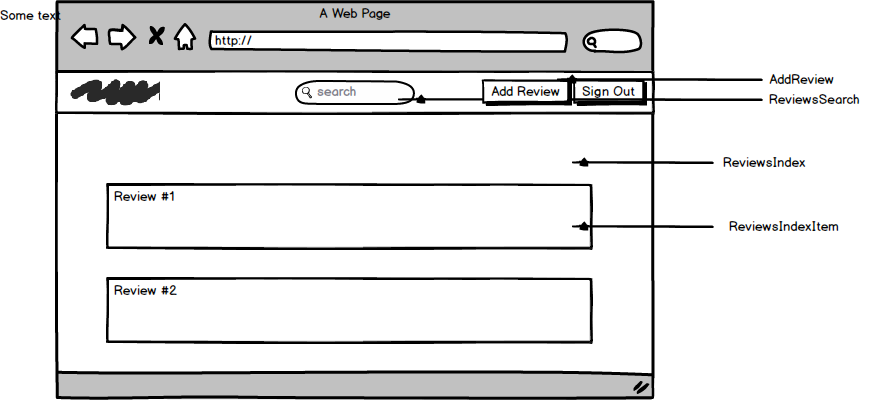 Some text
A Web Page
http://
search
Add Review
Sign Out
AddReview
ReviewsSearch
ReviewsIndex
Review #1
ReviewsIndexItem
Review #2